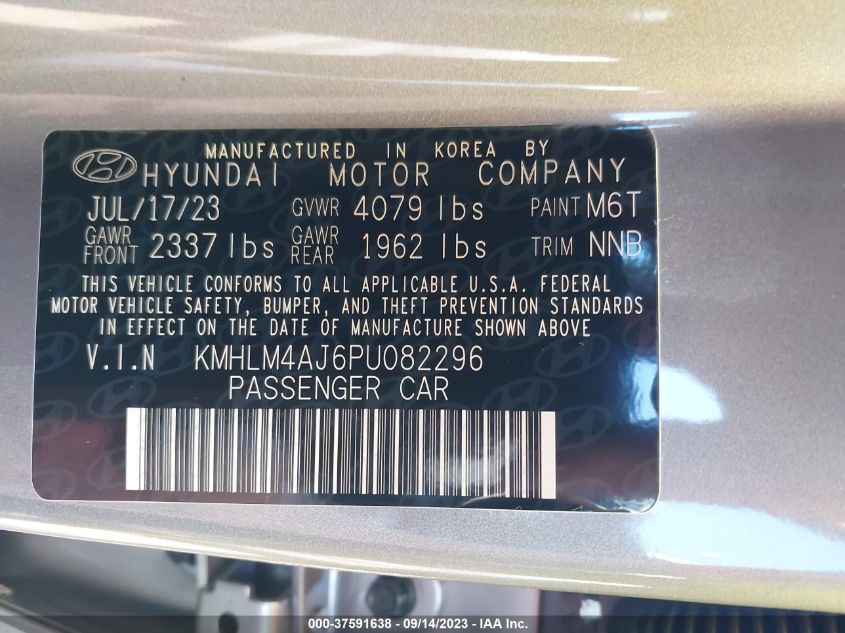 MANUFACTURED IN KOREA BY
HYUNDAI MOTOR COMPANY
JUL/17/23 GVWR 4079 lbs PAINT M6T
GAWR FRONT 2337 lbs GAWR REAR 1962 lbs TRIM NNB
THIS VEHICLE CONFORMS TO ALL APPLICABLE U.S.A. FEDERAL
MOTOR VEHICLE SAFETY, BUMPER, AND THEFT PREVENTION STANDARDS
IN EFFECT ON THE DATE OF MANUFACTURE SHOWN ABOVE
V.I.N KMHLM4AJ6PU082296
PASSENGER CAR
000-37591638 - 09/14/2023 - IAA Inc.